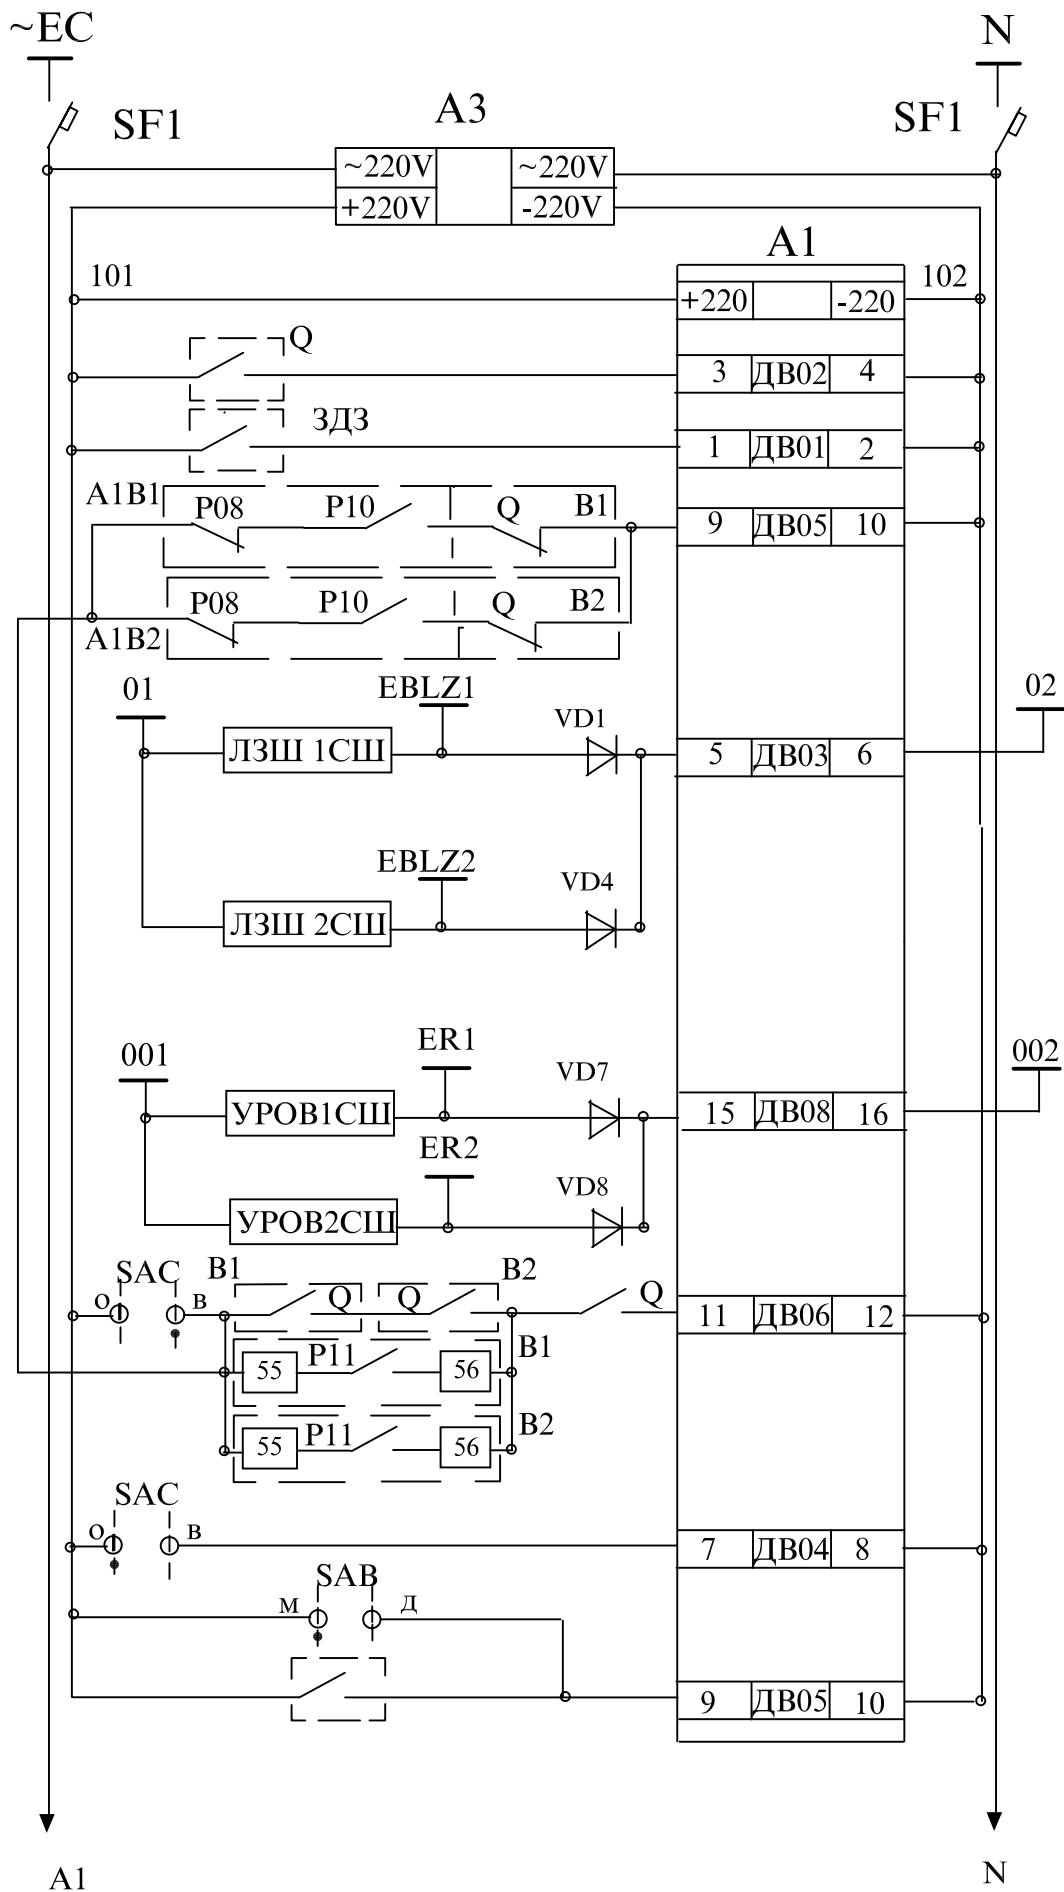 ~EC
N
SF1
A3
SF1
~220V ~220V
+220V -220V
A1
101
102
+220 -220
Q
3 ДВ02 4
ЗДЗ
1 ДВ01 2
A1B1
P08 P10 Q B1
9 ДВ05 10
P08 P10 Q B2
A1B2
01
EBLZ1
VD1
02
ЛЗШ 1СШ
5 ДВ03 6
EBLZ2
VD4
ЛЗШ 2СШ
001
ER1
VD7
002
УРОВ1СШ
15 ДВ08 16
ER2
VD8
УРОВ2СШ
SAC B1 B2
о в Q Q Q
11 ДВ06 12
55 P11 56 B1
55 P11 56 B2
SAC
о в
7 ДВ04 8
SAB
м д
9 ДВ05 10
A1
N